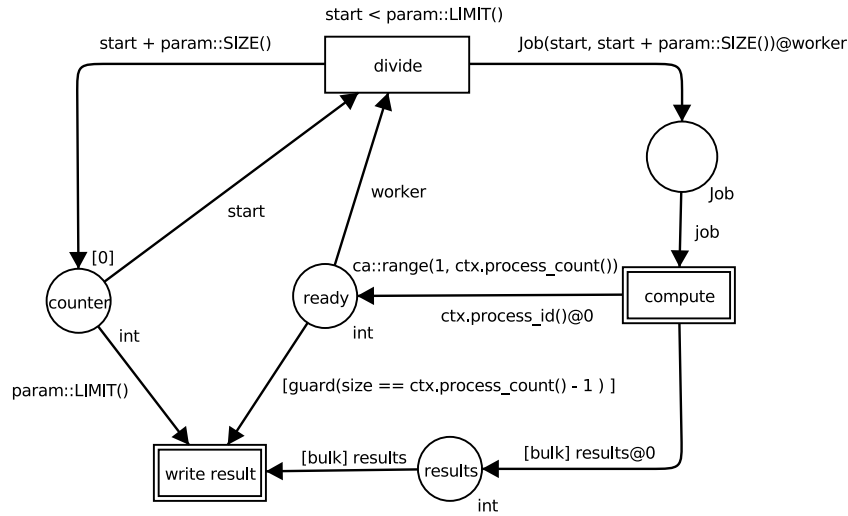 start < param::LIMIT()
start + param::SIZE()
Job(start, start + param::SIZE())@worker
divide
worker
start
Job
job
[0]
ca::range(1, ctx.process_count())
counter
ready
compute
int
int
ctx.process_id()@0
param::LIMIT()
[guard(size == ctx.process_count() - 1 ) ]
[bulk] results
[bulk] results@0
write result
results
int